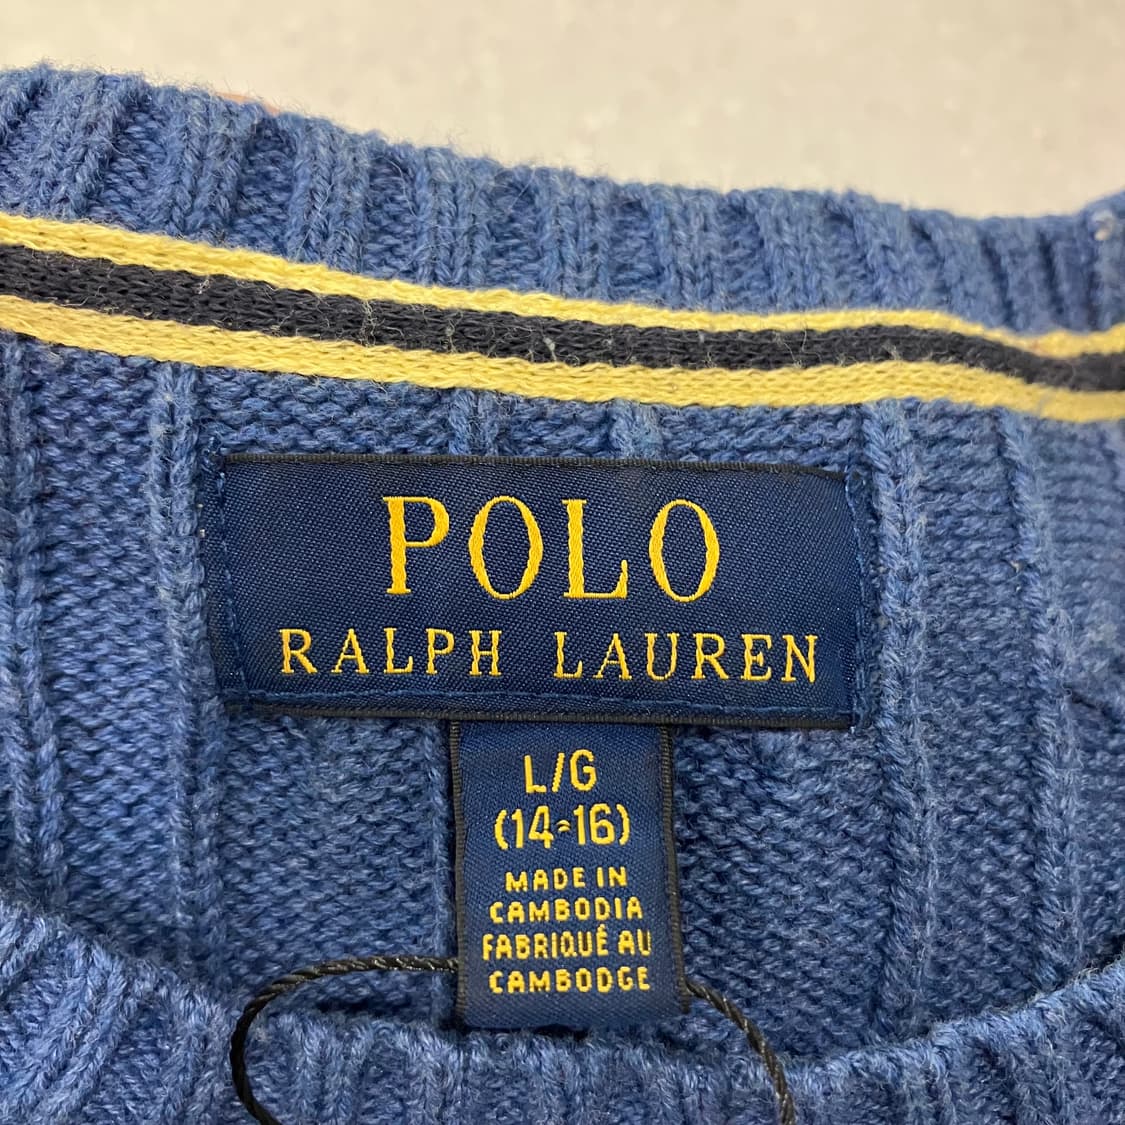 POLO
RALPH LAUREN
L/G
(14-16)
MADE IN
CAMBODIA
FABRIQUÉ AU
CAMBODGE